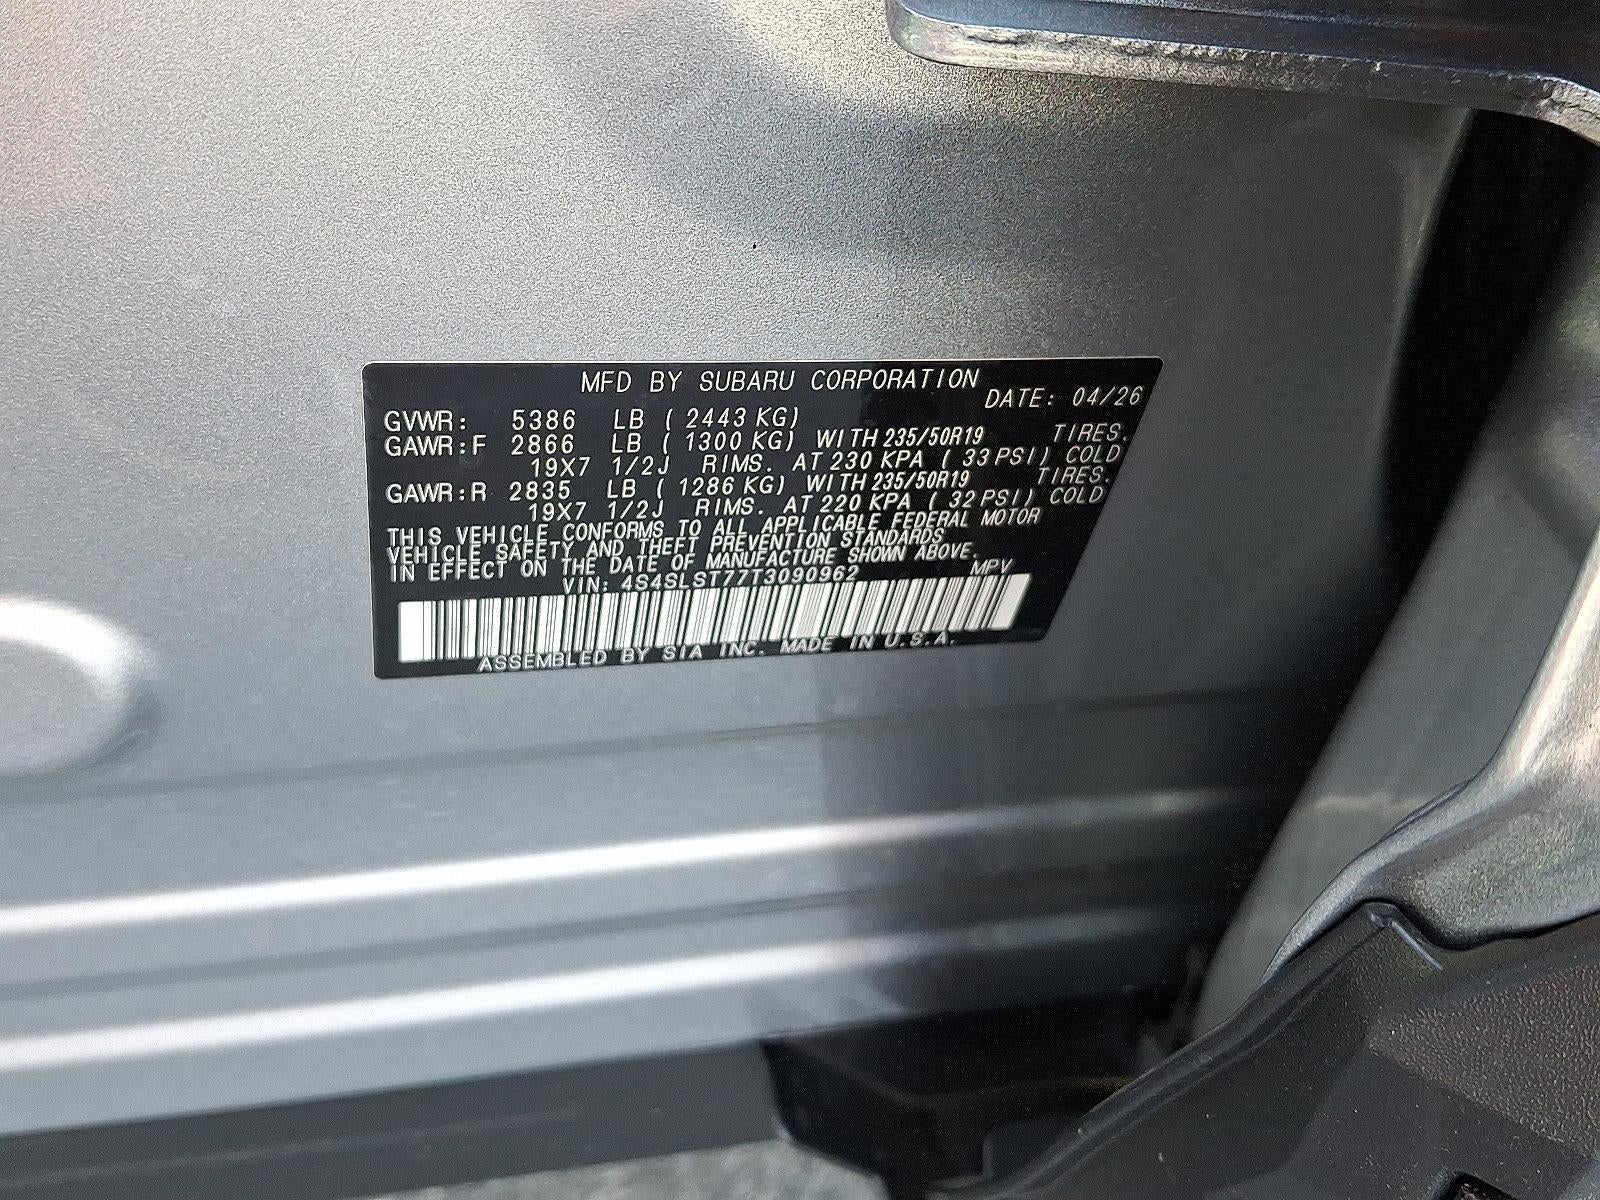 MFD BY SUBARU CORPORATION
DATE: 04/26
GVWR: 5386 LB ( 2443 KG)
GAWR:F 2866 LB ( 1300 KG) WITH 235/50R19 TIRES.
19X7 1/2J RIMS. AT 230 KPA ( 33 PSI) COLD
GAWR:R 2835 LB ( 1286 KG) WITH 235/50R19 TIRES.
19X7 1/2J RIMS. AT 220 KPA ( 32 PSI) COLD
THIS VEHICLE CONFORMS TO ALL APPLICABLE FEDERAL MOTOR
VEHICLE SAFETY AND THEFT PREVENTION STANDARDS
IN EFFECT ON THE DATE OF MANUFACTURE SHOWN ABOVE.
VIN: 4S4SLST77T3090962 MPV
ASSEMBLED BY SIA INC. MADE IN U.S.A.